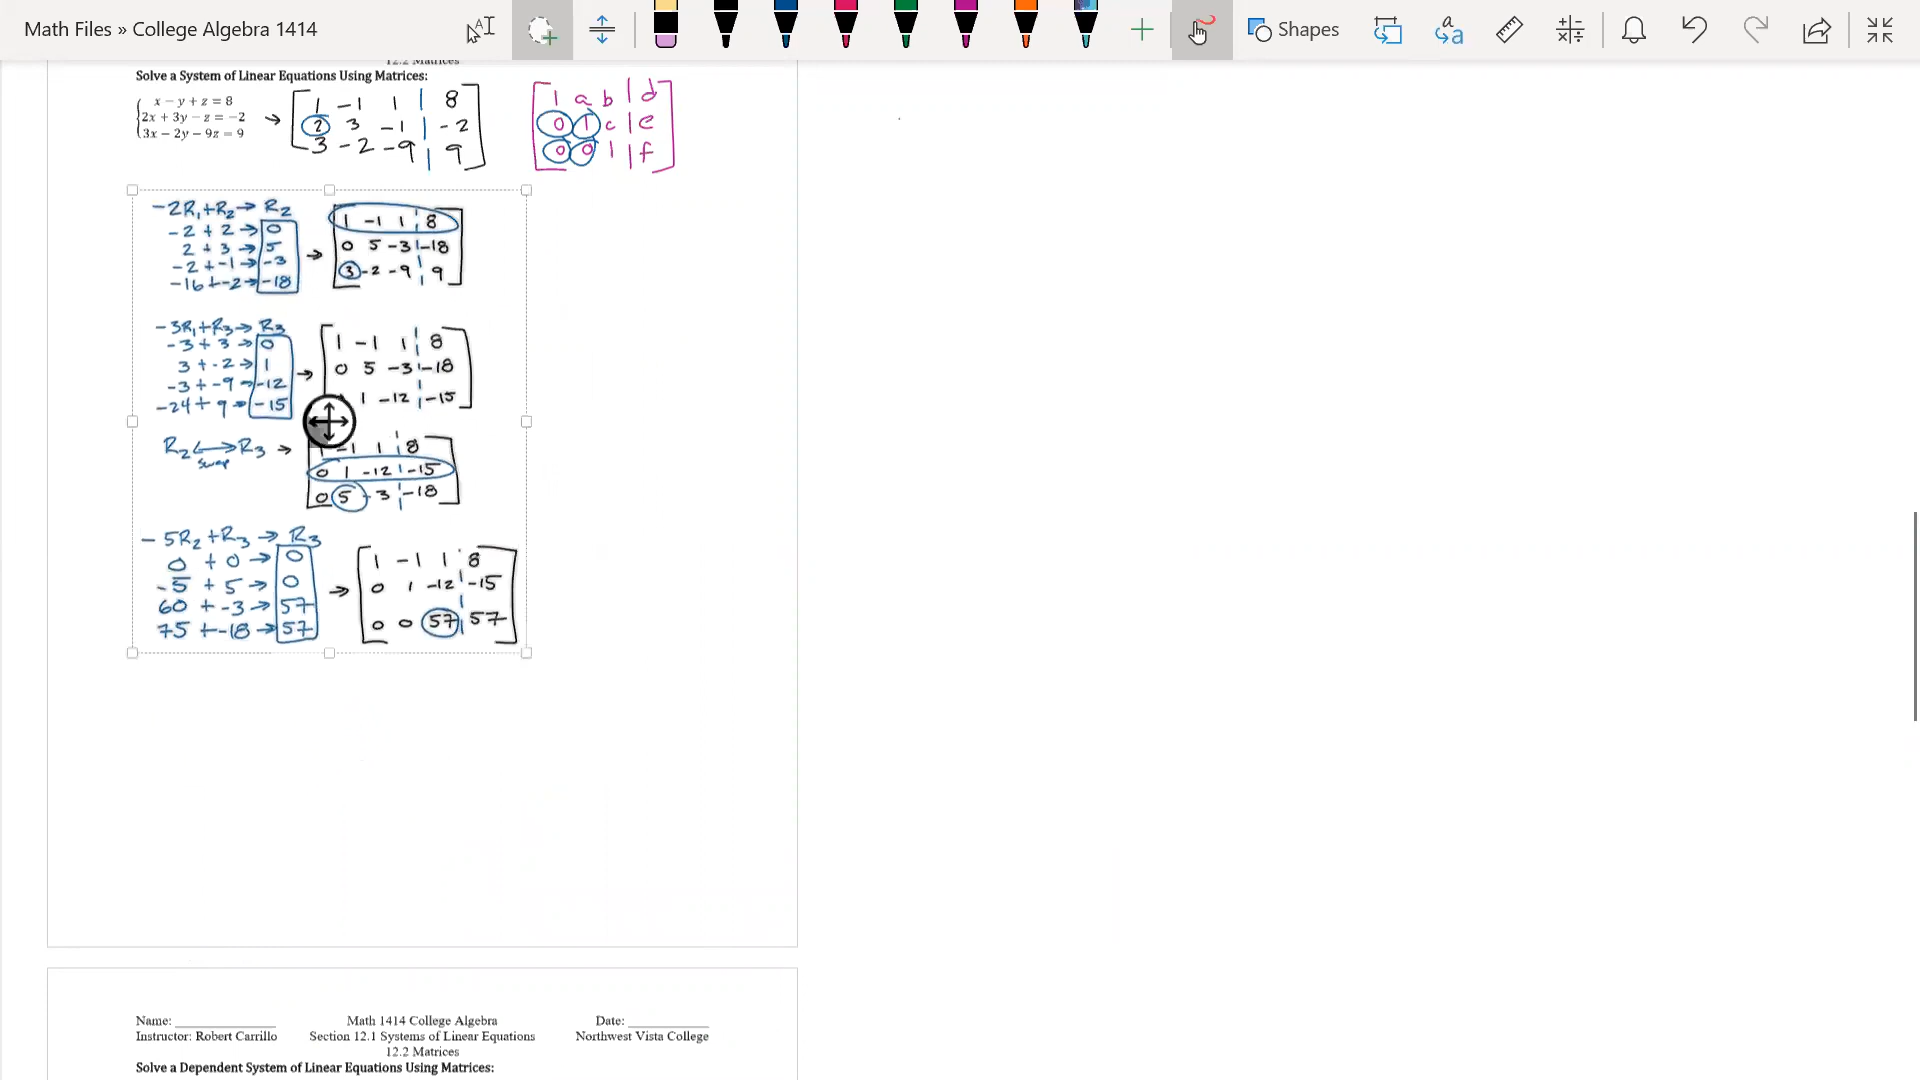 Math Files » College Algebra 1414
Shapes
12.2 Matrices
Solve a System of Linear Equations Using Matrices:
x − y + z = 8
2x + 3y − z = −2
3x − 2y − 9z = 9
→
1 -1 1 | 8
2 3 -1 | -2
3 -2 -9 | 9
1 a b | d
0 1 c | e
0 0 1 | f
-2R1+R2→R2
-2+2→0
2+3→5
-2+-1→-3
-16+-2→-18
→
1 -1 1 | 8
0 5 -3 | -18
3 -2 -9 | 9
-3R1+R3→R3
-3+3→0
3+-2→1
-3+-9→-12
-24+9→-15
→
1 -1 1 | 8
0 5 -3 | -18
1 -12 | -15
R2↔R3 →
swap
1 -1 1 | 8
0 1 -12 | -15
0 5 -3 | -18
-5R2+R3→R3
0+0→0
-5+5→0
60+-3→57
75+-18→57
→
1 -1 1 | 8
0 1 -12 | -15
0 0 57 | 57
Name: ______________
Math 1414 College Algebra
Date: ___________
Instructor: Robert Carrillo
Section 12.1 Systems of Linear Equations
Northwest Vista College
12.2 Matrices
Solve a Dependent System of Linear Equations Using Matrices: